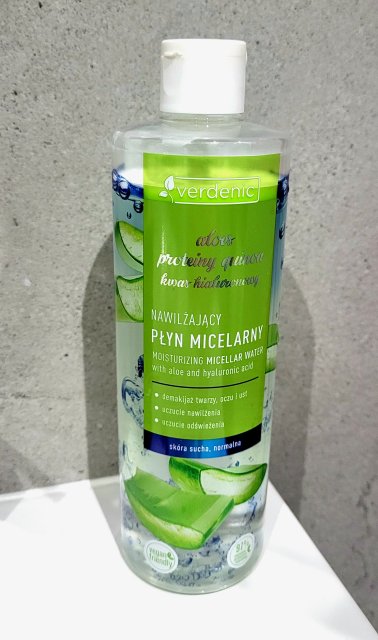 verdenic
aloes
proteiny quinoa
kwas hialuronowy
NAWILŻAJĄCY
PŁYN MICELARNY
MOISTURIZING MICELLAR WATER
with aloe and hyaluronic acid
demakijaż twarzy, oczu i ust
uczucie nawilżenia
uczucie odświeżenia
skóra sucha, normalna
vegan
friendly
97%